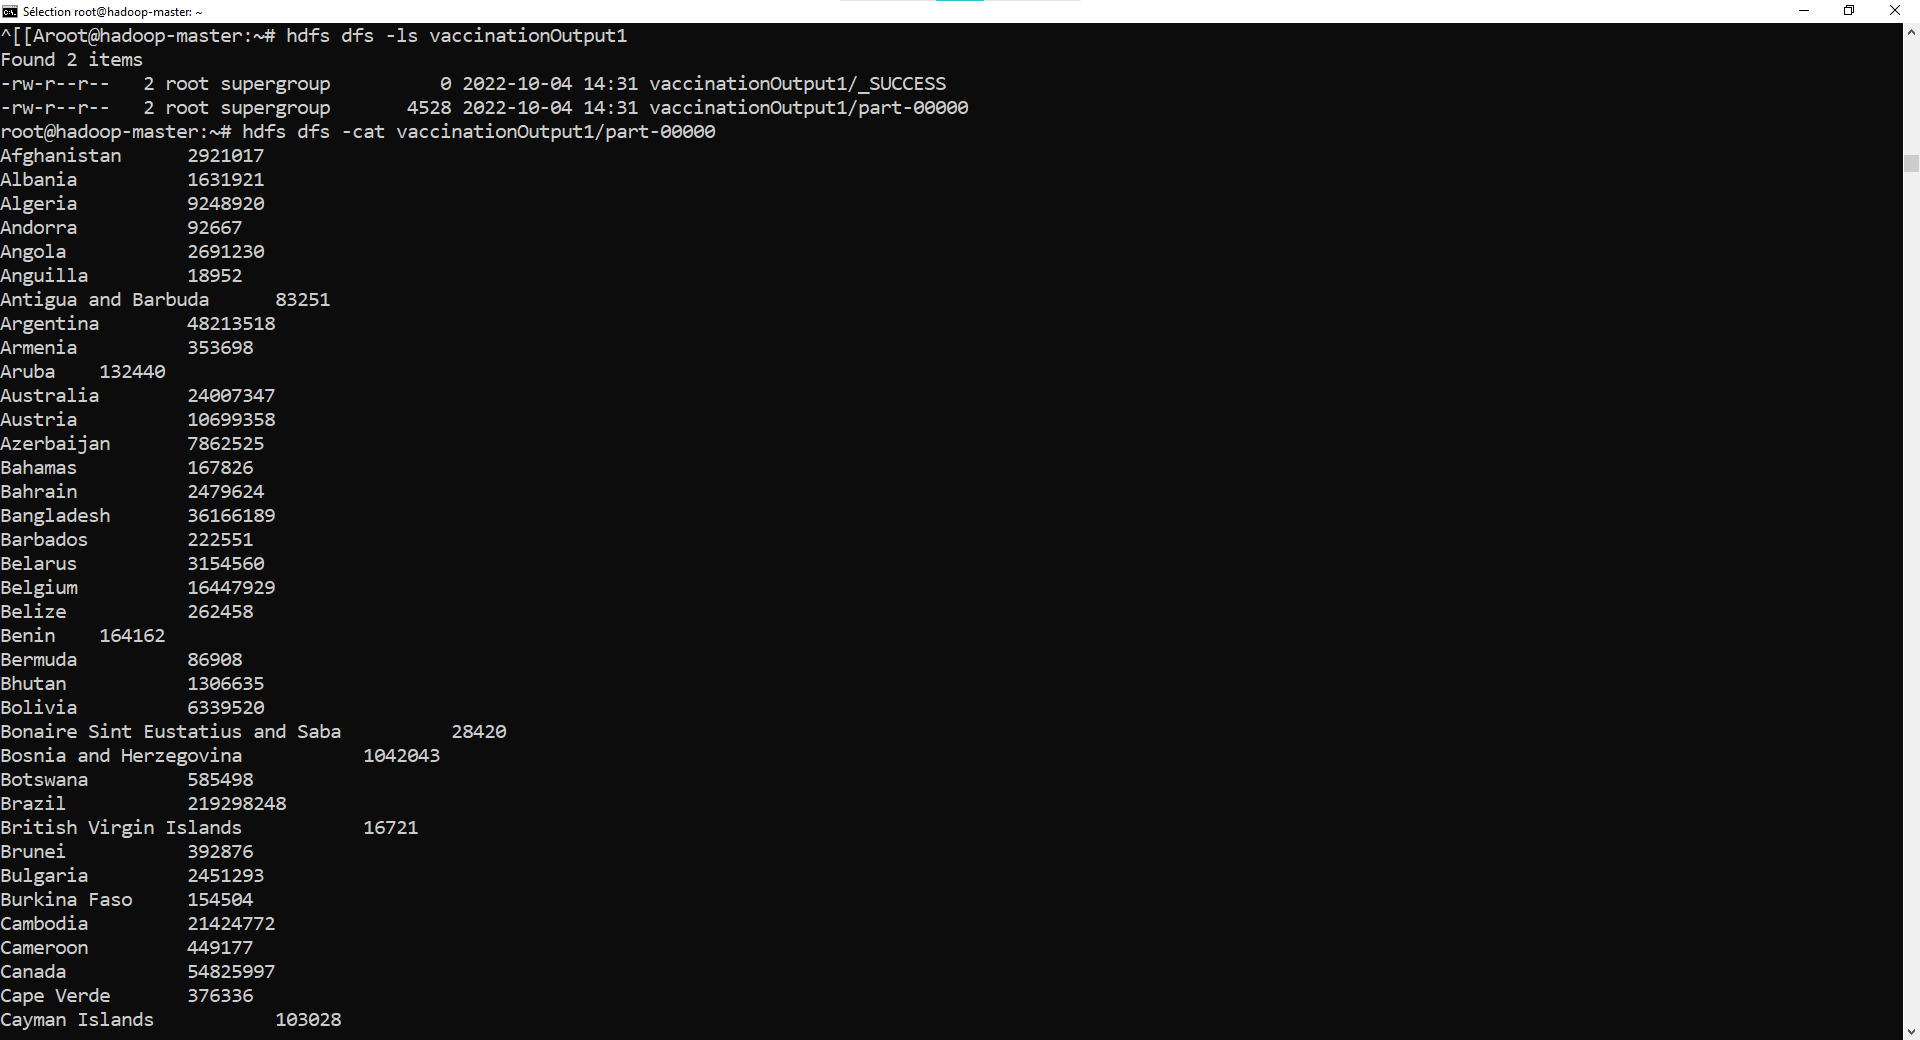 Sélection root@hadoop-master: ~
^[[Aroot@hadoop-master:~# hdfs dfs -ls vaccinationOutput1
Found 2 items
-rw-r--r--   2 root supergroup          0 2022-10-04 14:31 vaccinationOutput1/_SUCCESS
-rw-r--r--   2 root supergroup       4528 2022-10-04 14:31 vaccinationOutput1/part-00000
root@hadoop-master:~# hdfs dfs -cat vaccinationOutput1/part-00000
Afghanistan      2921017
Albania          1631921
Algeria          9248920
Andorra          92667
Angola           2691230
Anguilla         18952
Antigua and Barbuda      83251
Argentina        48213518
Armenia          353698
Aruba    132440
Australia        24007347
Austria          10699358
Azerbaijan       7862525
Bahamas          167826
Bahrain          2479624
Bangladesh       36166189
Barbados         222551
Belarus          3154560
Belgium          16447929
Belize           262458
Benin    164162
Bermuda          86908
Bhutan           1306635
Bolivia          6339520
Bonaire Sint Eustatius and Saba          28420
Bosnia and Herzegovina           1042043
Botswana         585498
Brazil           219298248
British Virgin Islands           16721
Brunei           392876
Bulgaria         2451293
Burkina Faso     154504
Cambodia         21424772
Cameroon         449177
Canada           54825997
Cape Verde       376336
Cayman Islands           103028